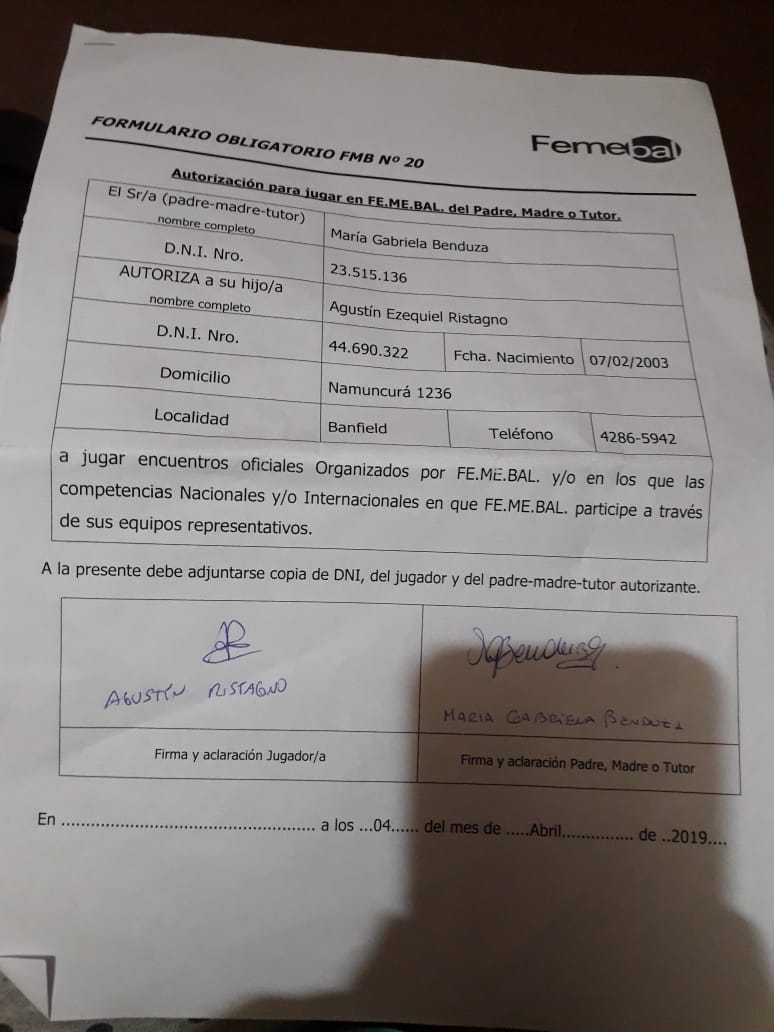 FORMULARIO OBLIGATORIO FMB Nº 20
Femebal
Autorización para jugar en FE.ME.BAL. del Padre, Madre o Tutor.
El Sr/a (padre-madre-tutor)
nombre completo
María Gabriela Benduza
D.N.I. Nro.
23.515.136
AUTORIZA a su hijo/a
nombre completo
Agustín Ezequiel Ristagno
D.N.I. Nro.
44.690.322
Fcha. Nacimiento
07/02/2003
Domicilio
Namuncurá 1236
Localidad
Banfield
Teléfono
4286-5942
a jugar encuentros oficiales Organizados por FE.ME.BAL. y/o en los que las
competencias Nacionales y/o Internacionales en que FE.ME.BAL. participe a través
de sus equipos representativos.
A la presente debe adjuntarse copia de DNI, del jugador y del padre-madre-tutor autorizante.
AGUSTÍN RISTAGNO
MARIA GABRIELA
Firma y aclaración Jugador/a
Firma y aclaración Padre, Madre o Tutor
En .................................................... a los ...04...... del mes de .....Abril............... de ..2019....